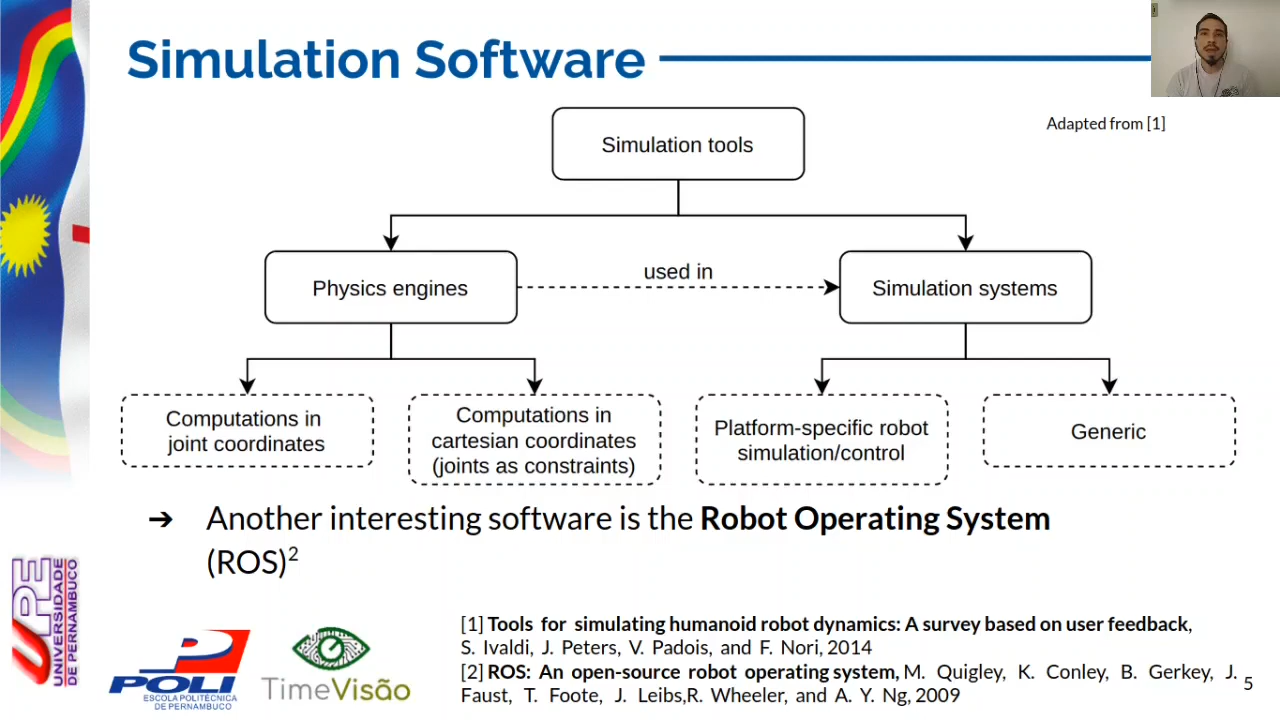 Simulation Software
Adapted from [1]
Simulation tools
Physics engines
used in
Simulation systems
Computations in
joint coordinates
Computations in
cartesian coordinates
(joints as constraints)
Platform-specific robot
simulation/control
Generic
➔ Another interesting software is the Robot Operating System
(ROS)2
UPE
UNIVERSIDADE
DE PERNAMBUCO
POLI
ESCOLA POLITÉCNICA
DE PERNAMBUCO
TimeVisão
[1] Tools for simulating humanoid robot dynamics: A survey based on user feedback,
S. Ivaldi, J. Peters, V. Padois, and F. Nori, 2014
[2] ROS: An open-source robot operating system, M. Quigley, K. Conley, B. Gerkey, J.
Faust, T. Foote, J. Leibs,R. Wheeler, and A. Y. Ng, 2009
5